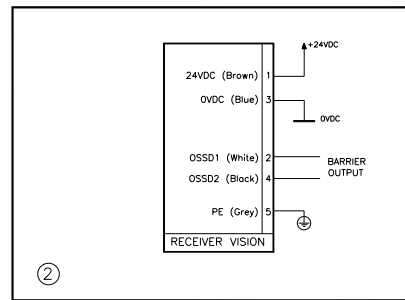 +24VDC
24VDC (Brown) 1
0VDC (Blue) 3
0VDC
OSSD1 (White) 2
BARRIER
OSSD2 (Black) 4
OUTPUT
PE (Grey) 5
RECEIVER VISION
2